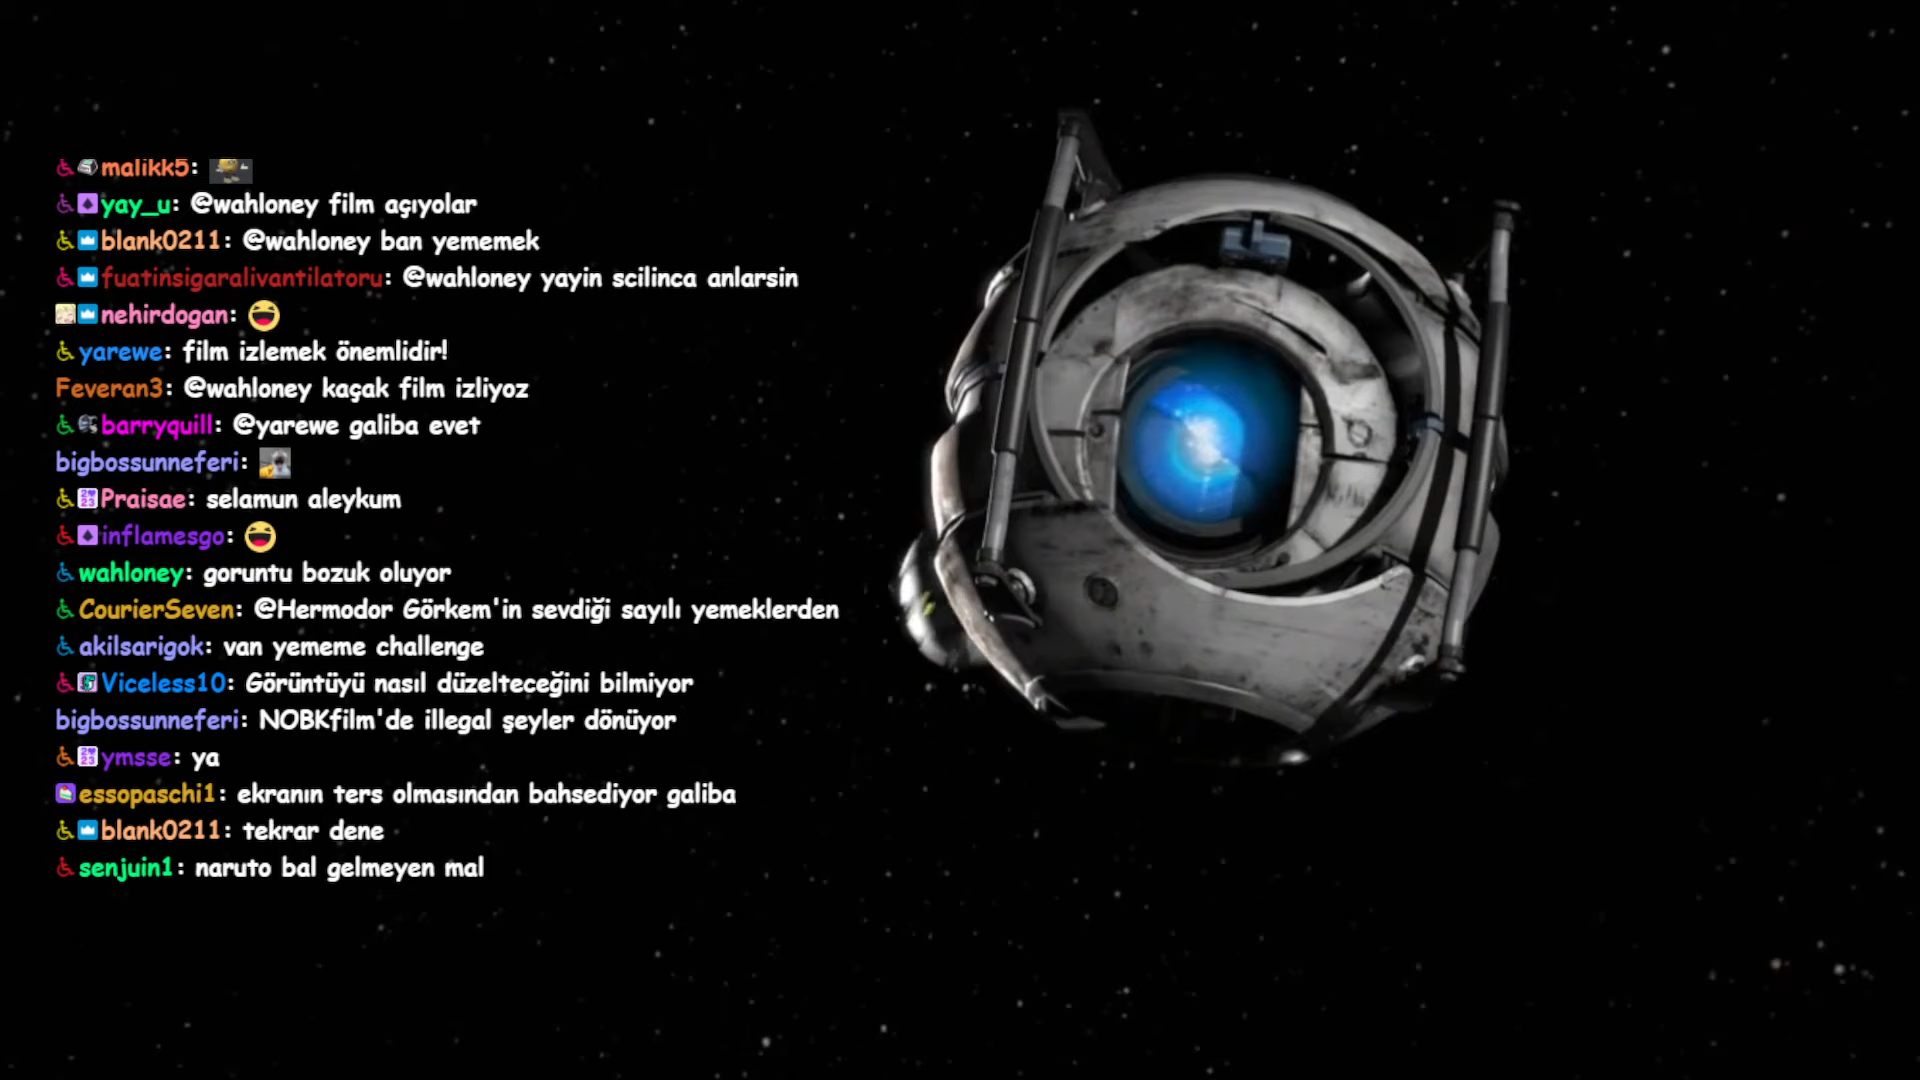 malikk5:
yay_u: @wahloney film açıyolar
blank0211: @wahloney ban yememek
fuatinsigaralivantilatoru: @wahloney yayin scilinca anlarsin
nehirdogan: 😆
yarewe: film izlemek önemlidir!
Feveran3: @wahloney kaçak film izliyoz
barryquill: @yarewe galiba evet
bigbossunneferi:
Praisae: selamun aleykum
inflamesgo: 😆
wahloney: goruntu bozuk oluyor
CourierSeven: @Hermodor Görkem'in sevdiği sayılı yemeklerden
akilsarigok: van yememe challenge
Viceless10: Görüntüyü nasıl düzelteceğini bilmiyor
bigbossunneferi: NOBKfilm'de illegal şeyler dönüyor
ymsse: ya
essopaschi1: ekranın ters olmasından bahsediyor galiba
blank0211: tekrar dene
senjuin1: naruto bal gelmeyen mal